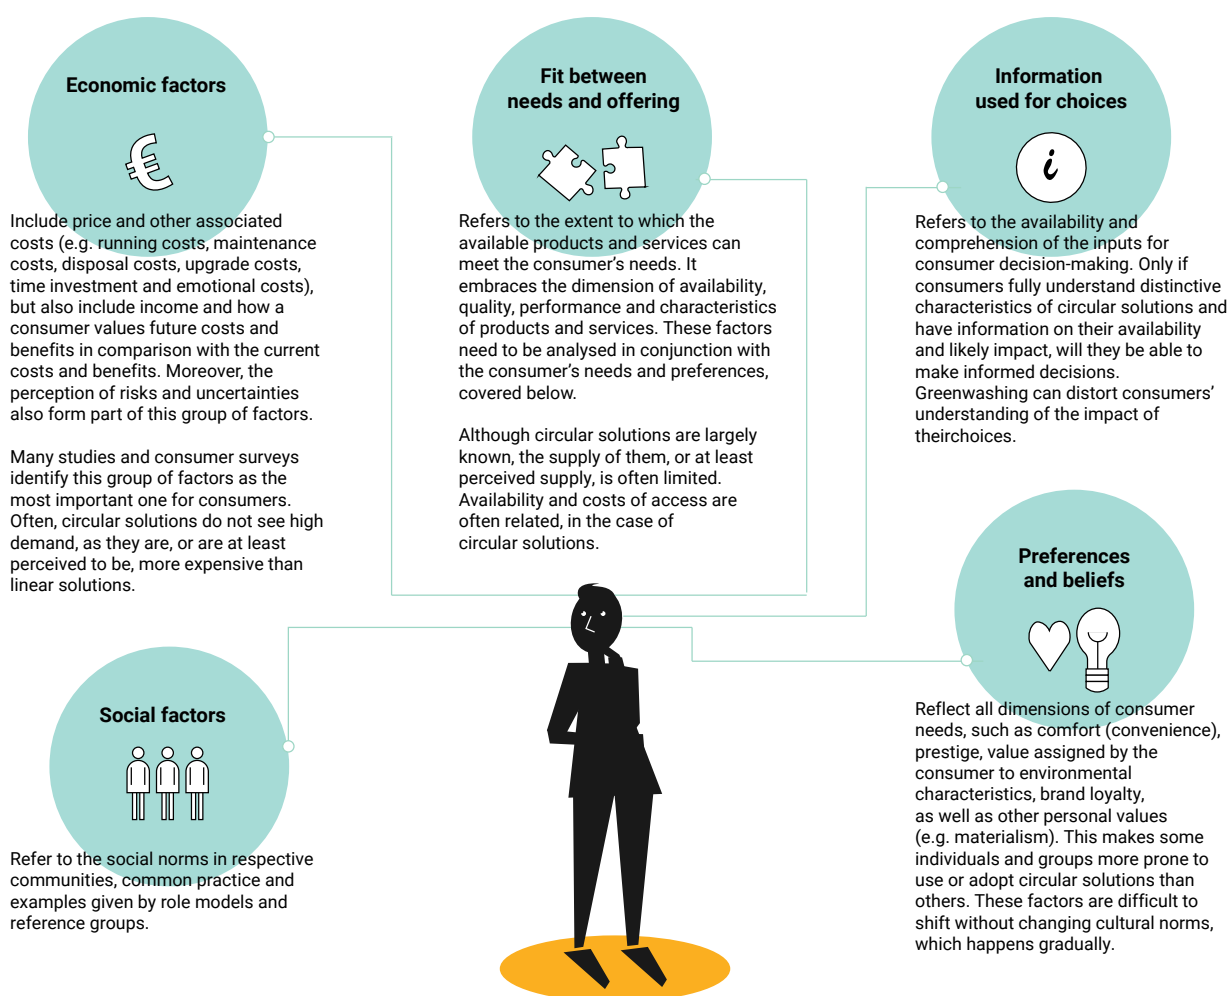 Economic factors
€
Include price and other associated
costs (e.g. running costs, maintenance
costs, disposal costs, upgrade costs,
time investment and emotional costs),
but also include income and how a
consumer values future costs and
benefits in comparison with the current
costs and benefits. Moreover, the
perception of risks and uncertainties
also form part of this group of factors.
Many studies and consumer surveys
identify this group of factors as the
most important one for consumers.
Often, circular solutions do not see high
demand, as they are, or are at least
perceived to be, more expensive than
linear solutions.
Fit between
needs and offering
Refers to the extent to which the
available products and services can
meet the consumer’s needs. It
embraces the dimension of availability,
quality, performance and characteristics
of products and services. These factors
need to be analysed in conjunction with
the consumer’s needs and preferences,
covered below.
Although circular solutions are largely
known, the supply of them, or at least
perceived supply, is often limited.
Availability and costs of access are
often related, in the case of
circular solutions.
Information
used for choices
i
Refers to the availability and
comprehension of the inputs for
consumer decision-making. Only if
consumers fully understand distinctive
characteristics of circular solutions and
have information on their availability
and likely impact, will they be able to
make informed decisions.
Greenwashing can distort consumers’
understanding of the impact of
theirchoices.
Social factors
Refer to the social norms in respective
communities, common practice and
examples given by role models and
reference groups.
Preferences
and beliefs
Reflect all dimensions of consumer
needs, such as comfort (convenience),
prestige, value assigned by the
consumer to environmental
characteristics, brand loyalty,
as well as other personal values
(e.g. materialism). This makes some
individuals and groups more prone to
use or adopt circular solutions than
others. These factors are difficult to
shift without changing cultural norms,
which happens gradually.